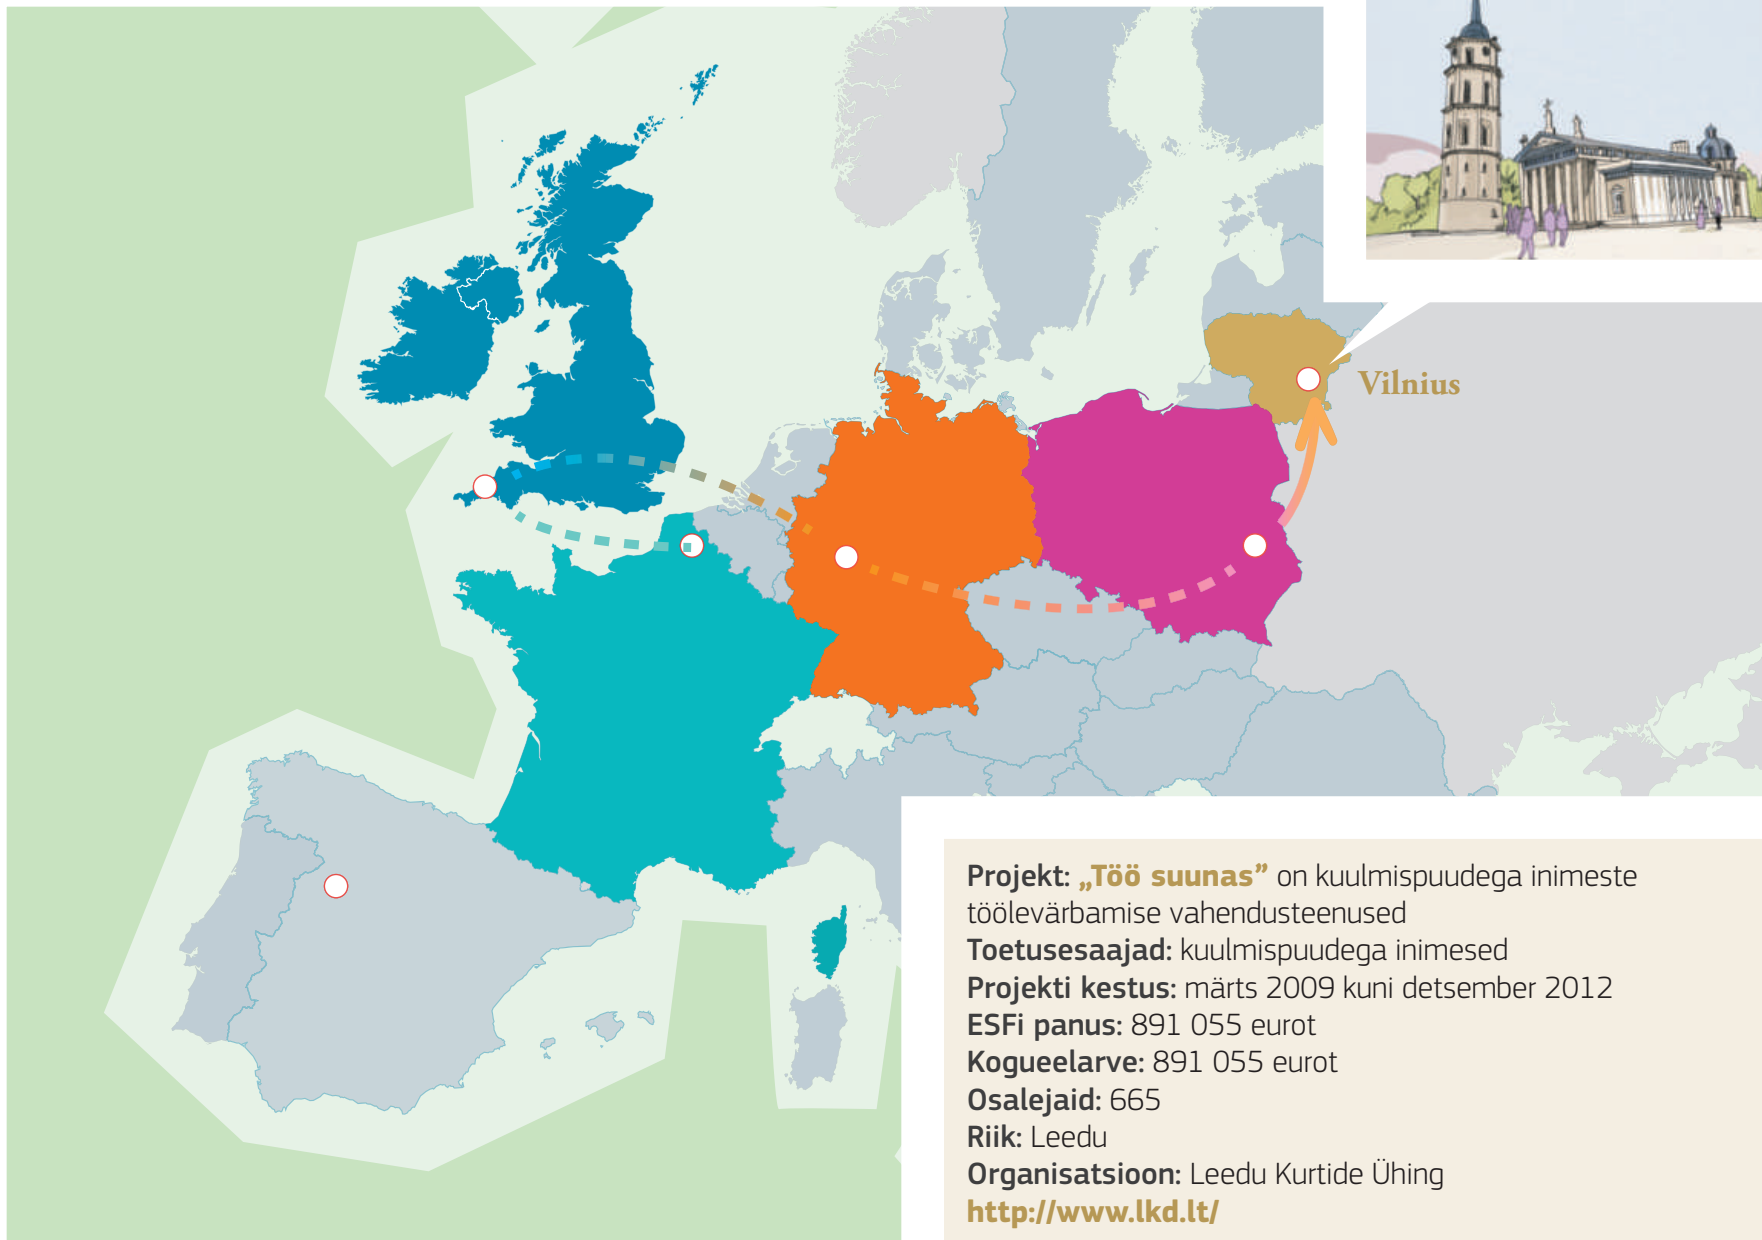 Vilnius
Projekt: „Töö suunas” on kuulmispuudega inimeste
töölevärbamise vahendusteenused
Toetusesaajad: kuulmispuudega inimesed
Projekti kestus: märts 2009 kuni detsember 2012
ESFi panus: 891 055 eurot
Kogueelarve: 891 055 eurot
Osalejaid: 665
Riik: Leedu
Organisatsioon: Leedu Kurtide Ühing
http://www.lkd.lt/